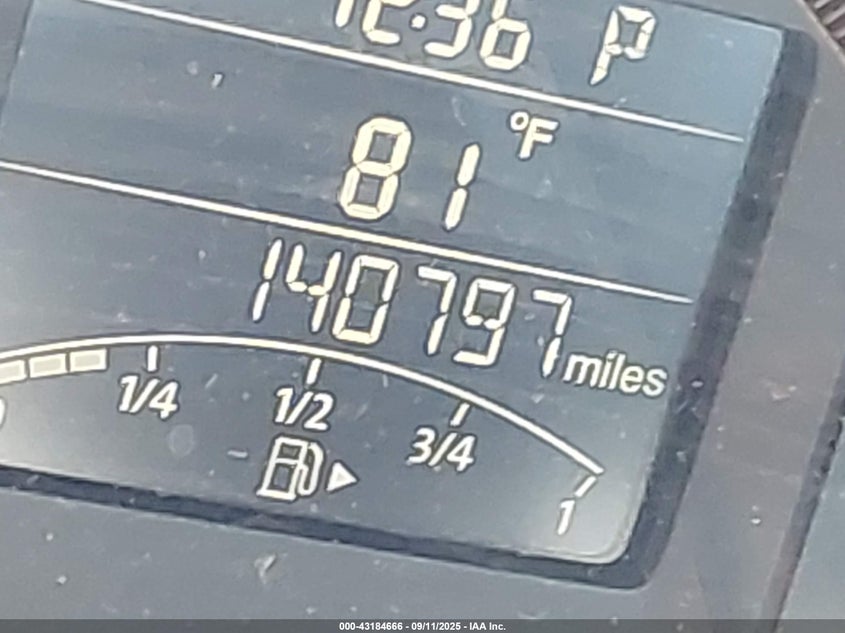 12:36 P
81 °F
140797 miles
0 1/4 1/2 3/4 1
000-43184666 - 09/11/2025 - IAA Inc.